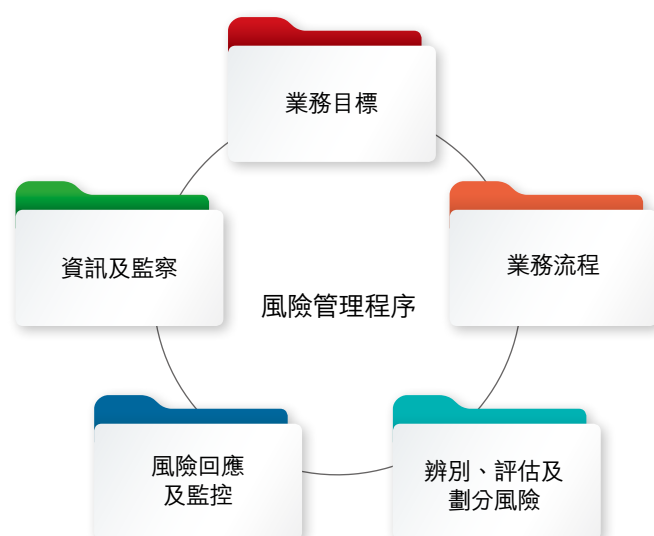 業務目標
資訊及監察
業務流程
風險管理程序
風險回應
及監控
辨別、評估及
劃分風險